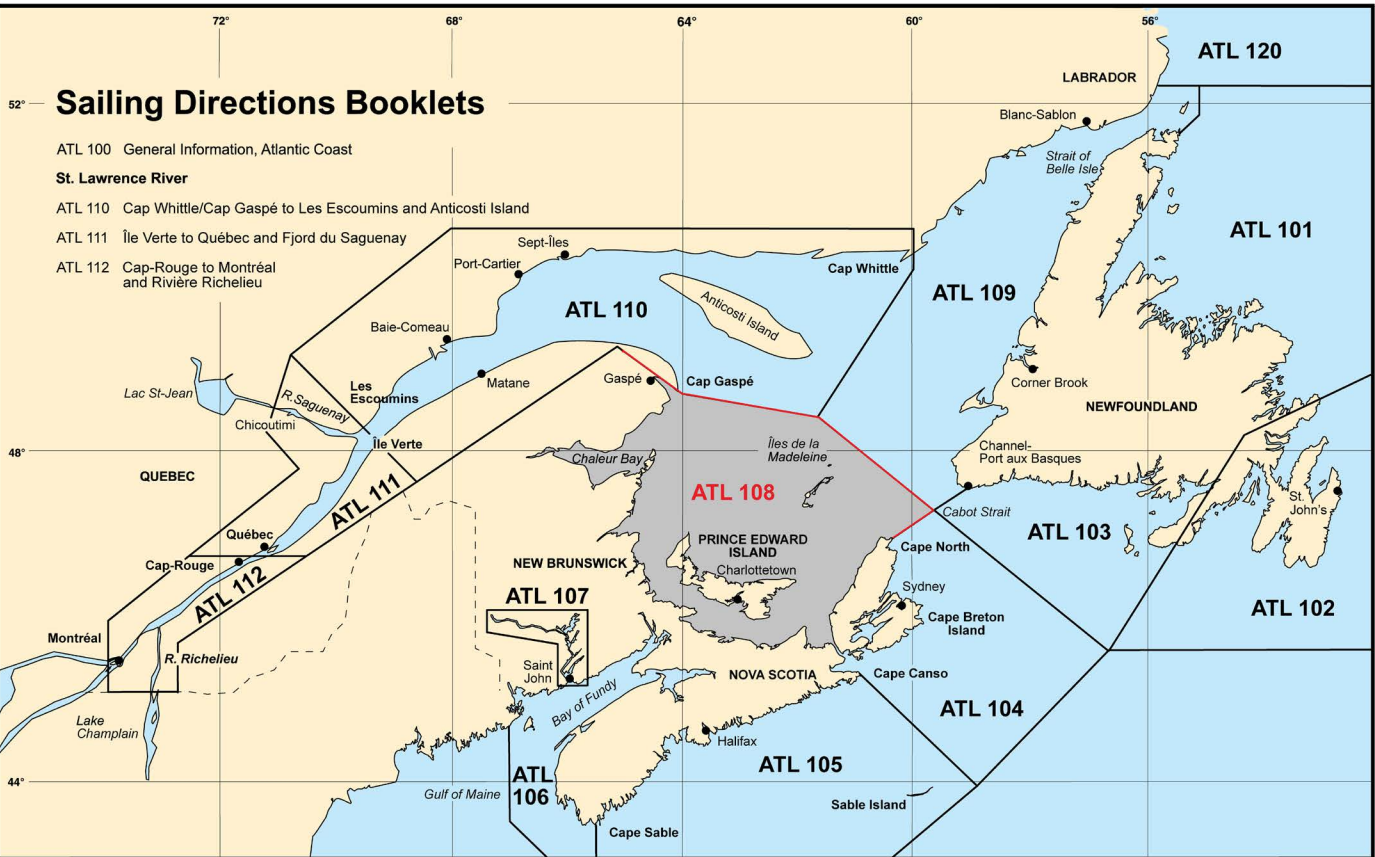 72° 68° 64° 60° 56°
ATL 120
LABRADOR
52°
Sailing Directions Booklets
Blanc-Sablon
ATL 100 General Information, Atlantic Coast
Strait of
Belle Isle
St. Lawrence River
ATL 110 Cap Whittle/Cap Gaspé to Les Escoumins and Anticosti Island
ATL 111 Île Verte to Québec and Fjord du Saguenay
ATL 112 Cap-Rouge to Montréal
and Rivière Richelieu
ATL 101
Sept-Îles
Port-Cartier
Cap Whittle
ATL 109
ATL 110
Anticosti Island
Baie-Comeau
Matane
Gaspé
Cap Gaspé
Corner Brook
Lac St-Jean
R.Saguenay
Les
Escoumins
Chicoutimi
NEWFOUNDLAND
Île Verte
48°
Chaleur Bay
Îles de la
Madeleine
Channel-
Port aux Basques
QUEBEC
ATL 111
ATL 108
St.
John's
Cabot Strait
Québec
ATL 103
PRINCE EDWARD
ISLAND
Cape North
Cap-Rouge
ATL 112
NEW BRUNSWICK
Charlottetown
Sydney
ATL 107
ATL 102
Cape Breton
Island
Montréal
R. Richelieu
Saint
John
NOVA SCOTIA
Cape Canso
Bay of Fundy
Lake
Champlain
ATL 104
Halifax
ATL 105
44°
ATL
106
Gulf of Maine
Sable Island
Cape Sable